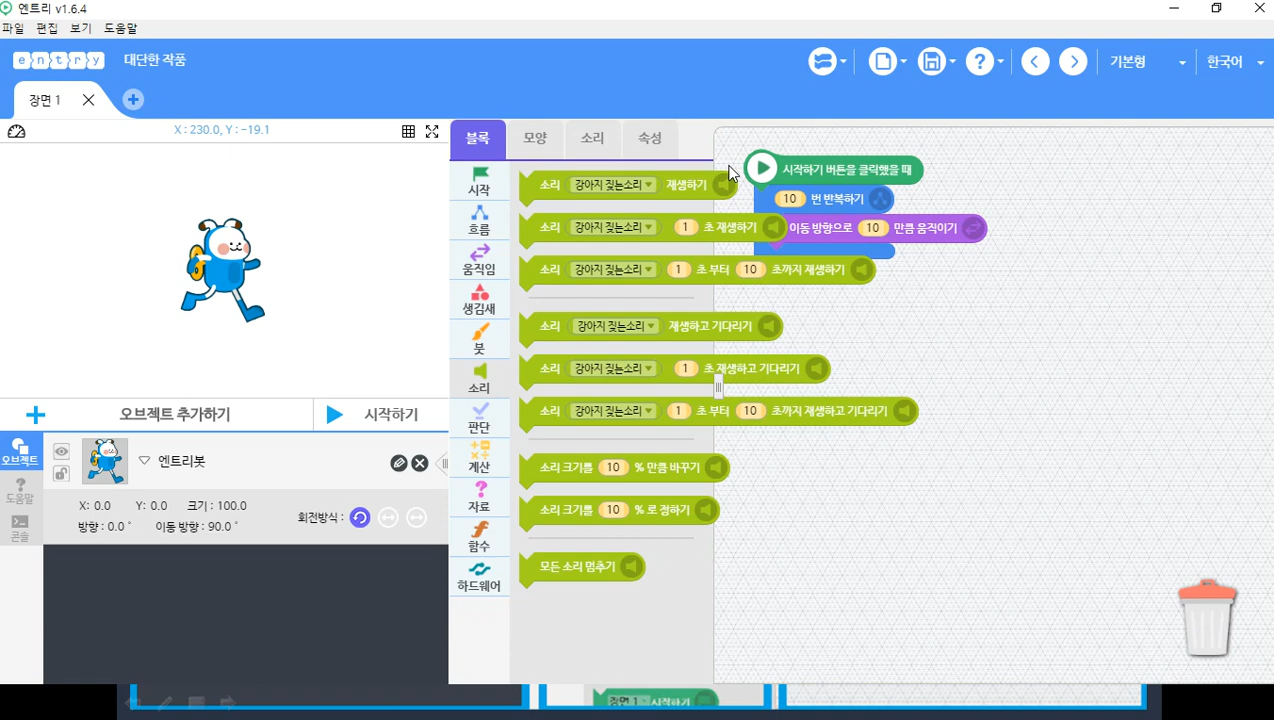 엔트리 v1.6.4
파일 편집 보기 도움말
entry 대단한 작품 기본형 한국어
장면 1
X : 230.0, Y : -19.1
블록 모양 소리 속성
시작
흐름
움직임
생김새
붓
소리
판단
계산
자료
함수
하드웨어
소리 강아지 짖는소리 재생하기
소리 강아지 짖는소리 1 초 재생하기
소리 강아지 짖는소리 1 초 부터 10 초까지 재생하기
소리 강아지 짖는소리 재생하고 기다리기
소리 강아지 짖는소리 1 초 재생하고 기다리기
소리 강아지 짖는소리 1 초 부터 10 초까지 재생하고 기다리기
소리 크기를 10 % 만큼 바꾸기
소리 크기를 10 % 로 정하기
모든 소리 멈추기
시작하기 버튼을 클릭했을 때
10 번 반복하기
이동 방향으로 10 만큼 움직이기
오브젝트 추가하기 시작하기
오브젝트
도움말
콘솔
엔트리봇
X: 0.0 Y: 0.0 크기 : 100.0
방향 : 0.0 ˚ 이동 방향 : 90.0 ˚
회전방식 :
장면 1 시작하기